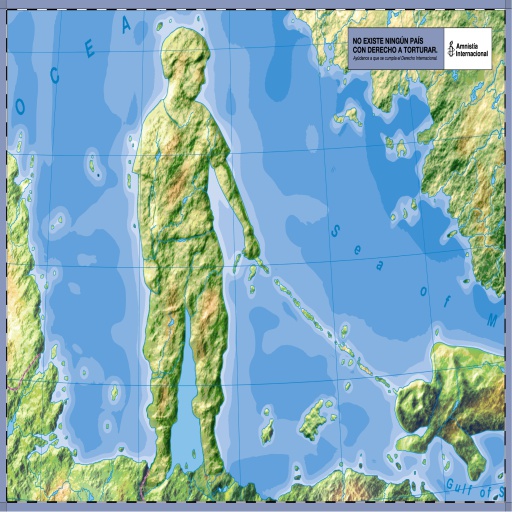 NO EXISTE NINGÚN PAÍS
CON DERECHO A TORTURAR.
Ayúdanos a que se cumpla el Derecho Internacional.
Amnistía
Internacional
OCEA
Sea of M
Gulf of S